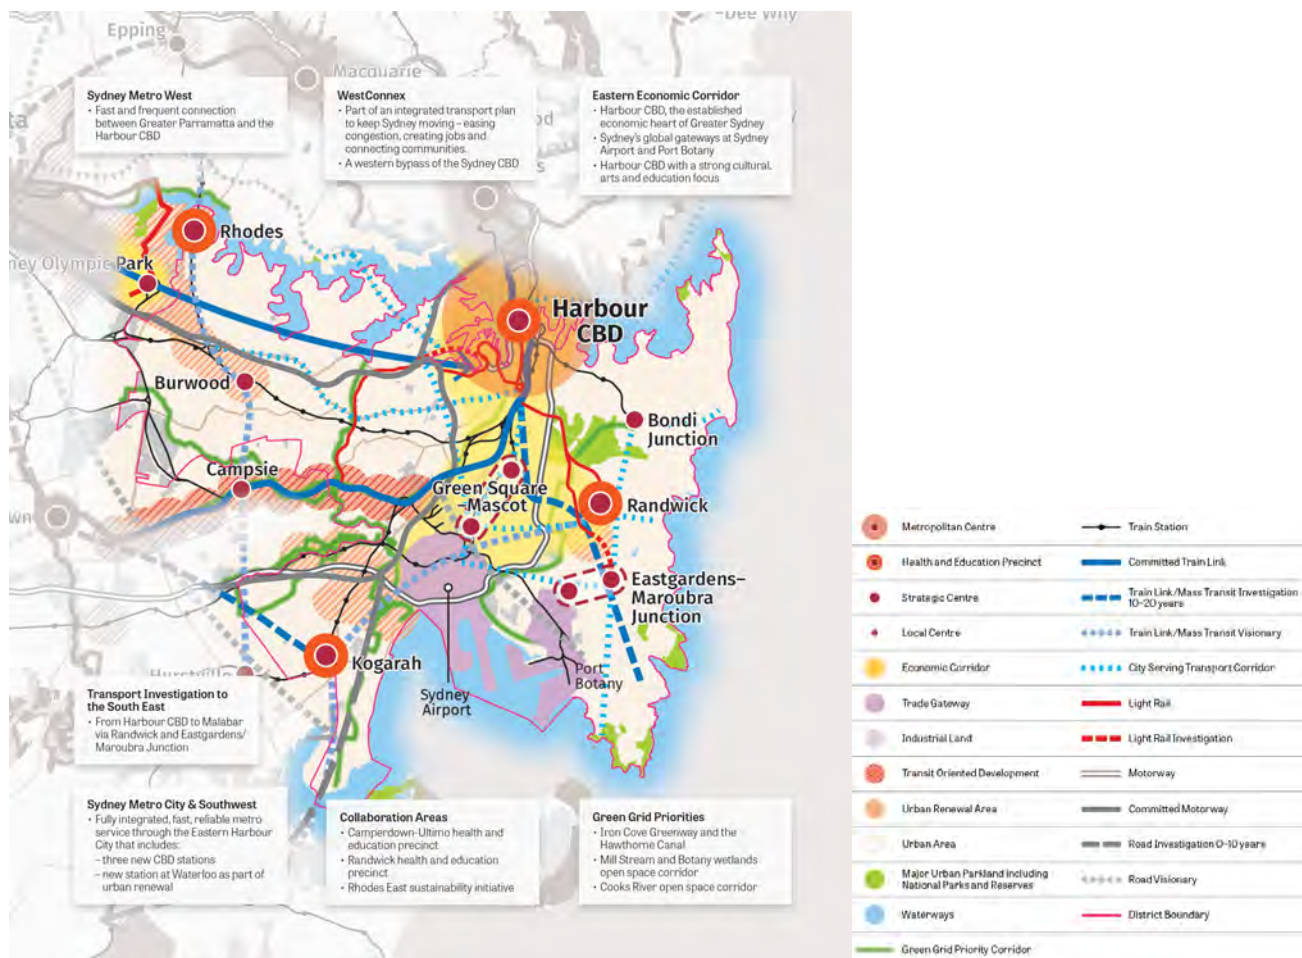 Epping
–Dee Why
Macquarie
Sydney Metro West
• Fast and frequent connection
between Greater Parramatta and the
Harbour CBD
WestConnex
• Part of an integrated transport plan
to keep Sydney moving – easing
congestion, creating jobs and
connecting communities.
• A western bypass of the Sydney CBD
Eastern Economic Corridor
• Harbour CBD, the established
economic heart of Greater Sydney
• Sydney's global gateways at Sydney
Airport and Port Botany
• Harbour CBD with a strong cultural,
arts and education focus
ta
od
s
Rhodes
ney Olympic Park
Harbour
CBD
Burwood
Bondi
Junction
Campsie
Green Square
–Mascot
Randwick
wn
Eastgardens–
Maroubra
Junction
Kogarah
Hurstville
Sydney
Airport
Port
Botany
Transport Investigation to
the South East
• From Harbour CBD to Malabar
via Randwick and Eastgardens/
Maroubra Junction
Sydney Metro City & Southwest
• Fully integrated, fast, reliable metro
service through the Eastern Harbour
City that includes:
– three new CBD stations
– new station at Waterloo as part of
urban renewal
Collaboration Areas
• Camperdown-Ultimo health and
education precinct
• Randwick health and education
precinct
• Rhodes East sustainability initiative
Green Grid Priorities
• Iron Cove Greenway and the
Hawthorne Canal
• Mill Stream and Botany wetlands
open space corridor
• Cooks River open space corridor
Metropolitan Centre
Health and Education Precinct
Strategic Centre
Local Centre
Economic Corridor
Trade Gateway
Industrial Land
Transit Oriented Development
Urban Renewal Area
Urban Area
Major Urban Parkland including
National Parks and Reserves
Waterways
Green Grid Priority Corridor
Train Station
Committed Train Link
Train Link/Mass Transit Investigation
10–20 years
Train Link/Mass Transit Visionary
City Serving Transport Corridor
Light Rail
Light Rail Investigation
Motorway
Committed Motorway
Road Investigation 0–10 years
Road Visionary
District Boundary